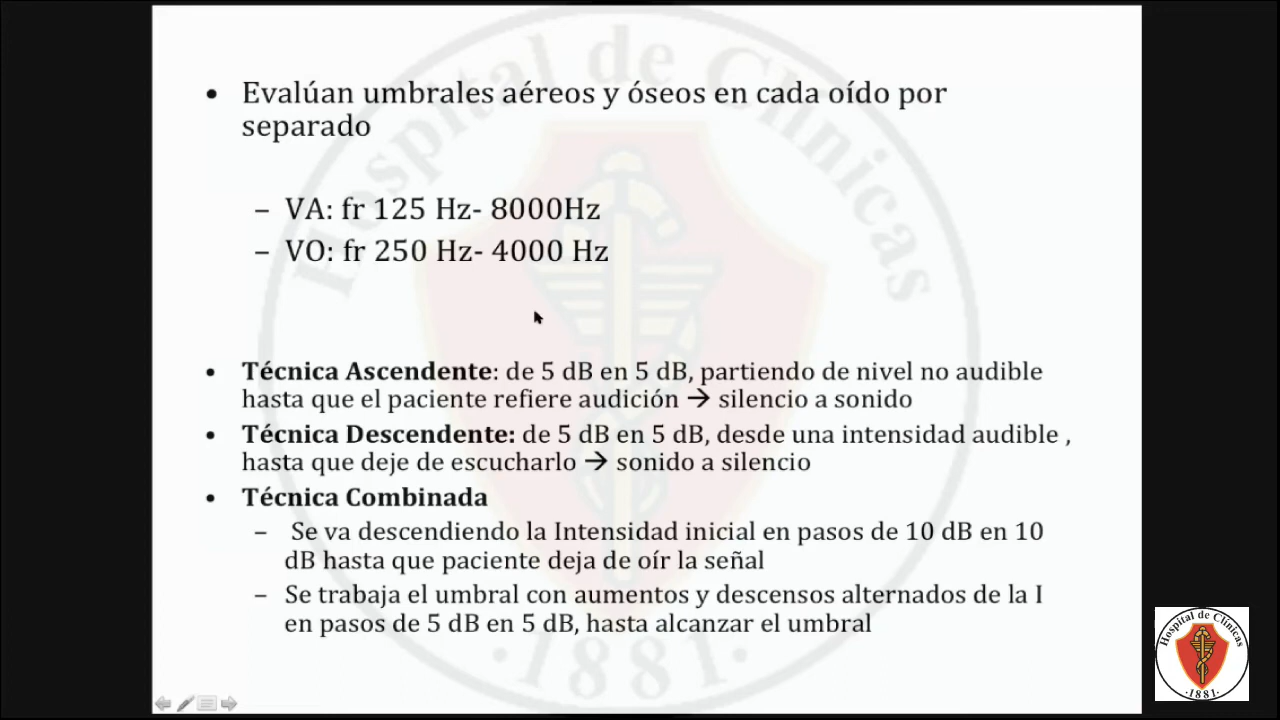 • Evalúan umbrales aéreos y óseos en cada oído por
separado
– VA: fr 125 Hz- 8000Hz
– VO: fr 250 Hz- 4000 Hz
• Técnica Ascendente: de 5 dB en 5 dB, partiendo de nivel no audible
hasta que el paciente refiere audición → silencio a sonido
• Técnica Descendente: de 5 dB en 5 dB, desde una intensidad audible ,
hasta que deje de escucharlo → sonido a silencio
• Técnica Combinada
– Se va descendiendo la Intensidad inicial en pasos de 10 dB en 10
dB hasta que paciente deja de oír la señal
– Se trabaja el umbral con aumentos y descensos alternados de la I
en pasos de 5 dB en 5 dB, hasta alcanzar el umbral
Hospital de Clínicas
·1881·
Hospital de Clínicas
·1881·